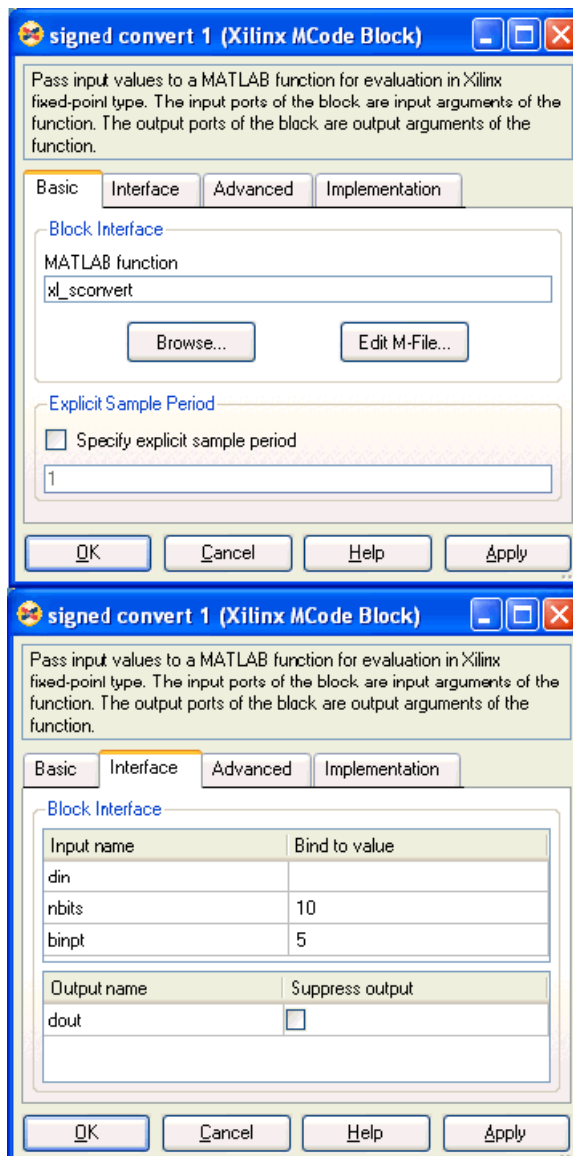 signed convert 1 (Xilinx MCode Block)
Pass input values to a MATLAB function for evaluation in Xilinx
fixed-point type. The input ports of the block are input arguments of the
function. The output ports of the block are output arguments of the
function.
Basic Interface Advanced Implementation
Block Interface
MATLAB function
xl_sconvert
Browse... Edit M-File...
Explicit Sample Period
Specify explicit sample period
1
OK Cancel Help Apply
signed convert 1 (Xilinx MCode Block)
Pass input values to a MATLAB function for evaluation in Xilinx
fixed-point type. The input ports of the block are input arguments of the
function. The output ports of the block are output arguments of the
function.
Basic Interface Advanced Implementation
Block Interface
Input name Bind to value
din
nbits 10
binpt 5
Output name Suppress output
dout
OK Cancel Help Apply